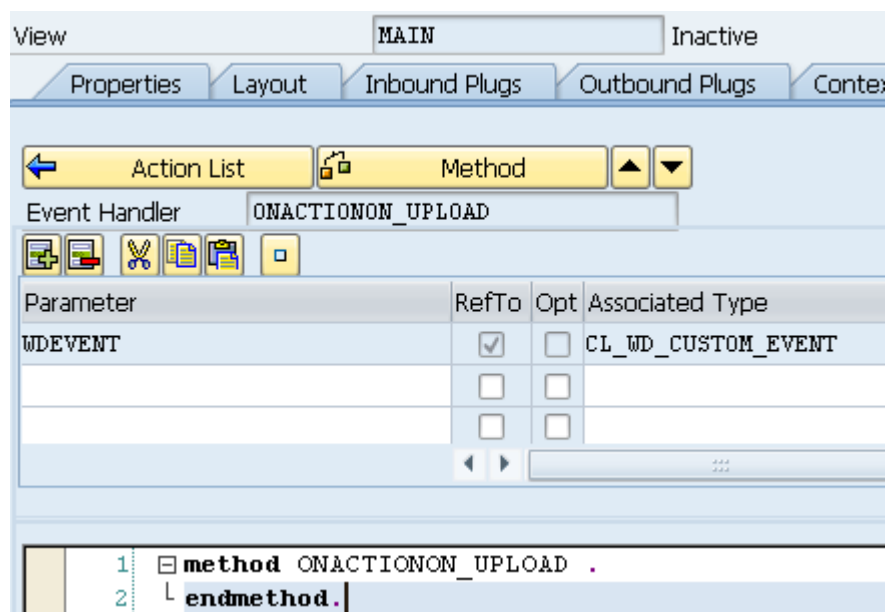 View MAIN Inactive
Properties Layout Inbound Plugs Outbound Plugs Contex
Action List Method
Event Handler ONACTIONON_UPLOAD
Parameter RefTo Opt Associated Type
WDEVENT CL_WD_CUSTOM_EVENT
1 method ONACTIONON_UPLOAD .
2 endmethod.